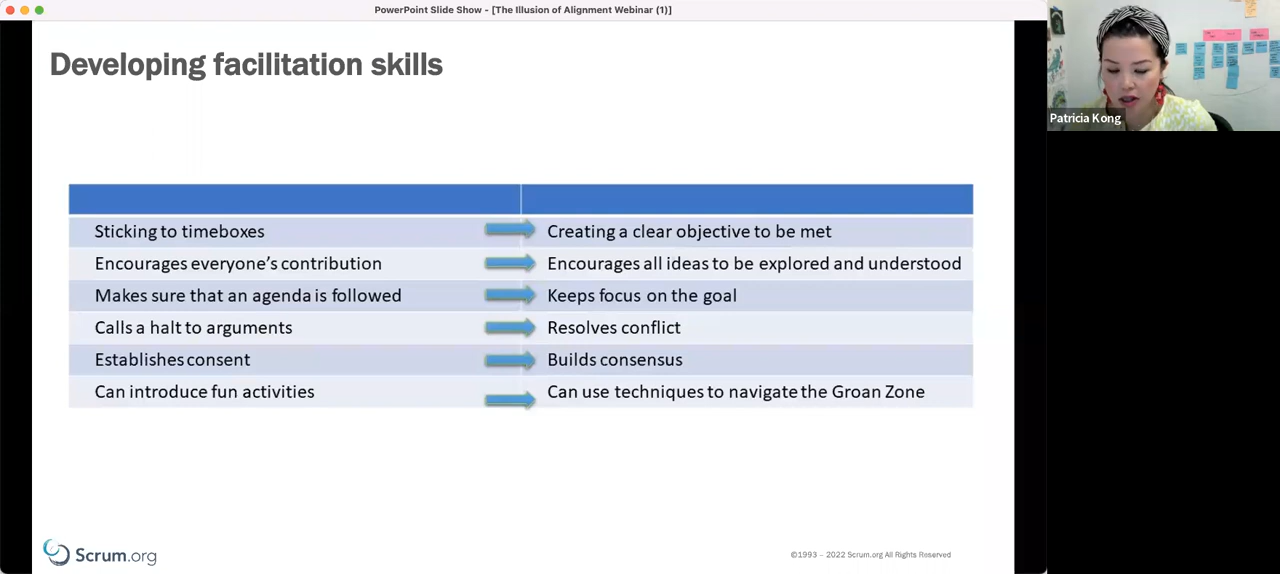 PowerPoint Slide Show - [The Illusion of Alignment Webinar (1)]
Developing facilitation skills
Patricia Kong
Sticking to timeboxes Creating a clear objective to be met
Encourages everyone's contribution Encourages all ideas to be explored and understood
Makes sure that an agenda is followed Keeps focus on the goal
Calls a halt to arguments Resolves conflict
Establishes consent Builds consensus
Can introduce fun activities Can use techniques to navigate the Groan Zone
Scrum.org
©1993 – 2022 Scrum.org All Rights Reserved